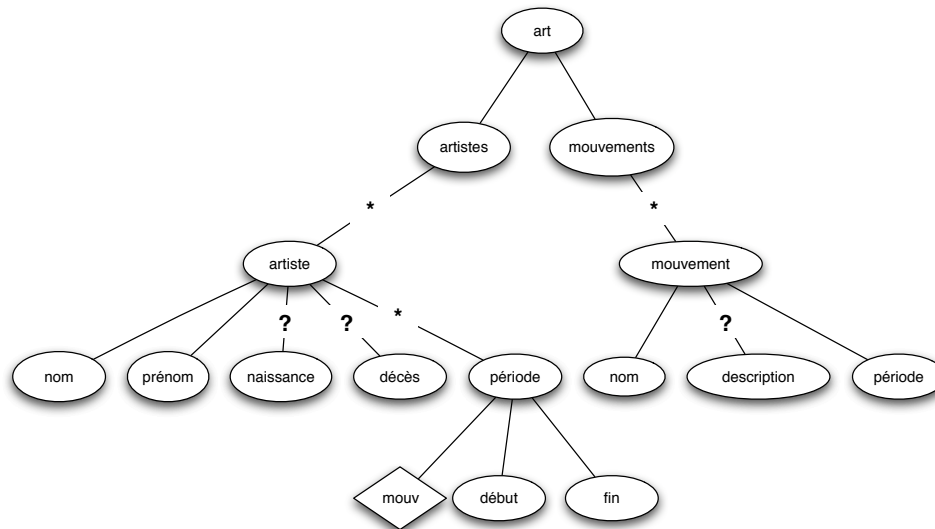 art
artistes
mouvements
*
*
artiste
mouvement
?
?
*
?
nom
prénom
naissance
décès
période
nom
description
période
mouv
début
fin